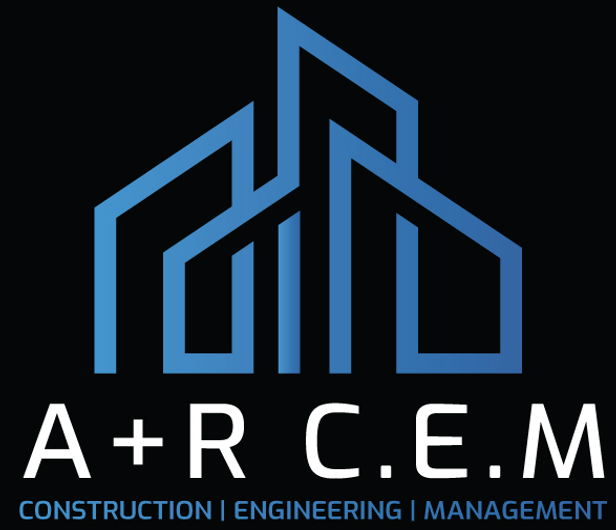 A+R C.E.M
CONSTRUCTION | ENGINEERING | MANAGEMENT